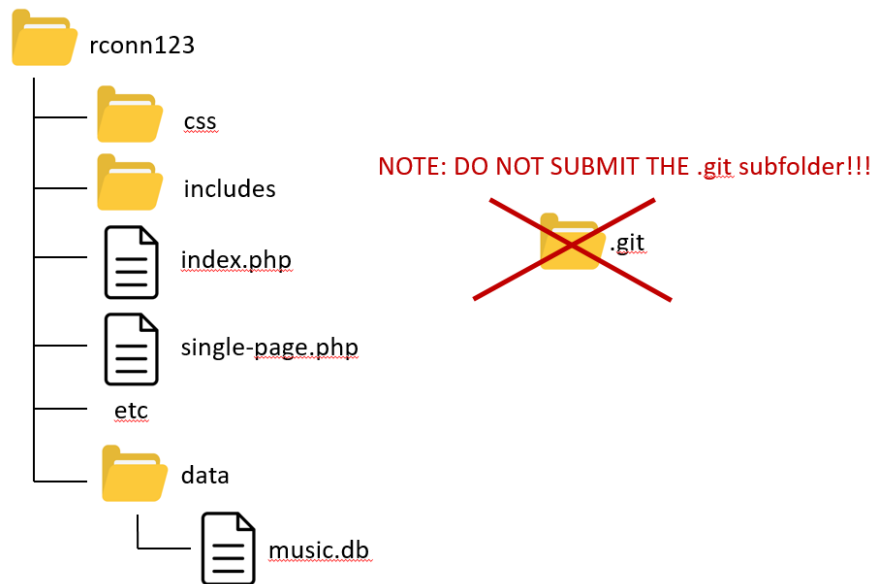 rconn123
css
NOTE: DO NOT SUBMIT THE .git subfolder!!!
includes
.git
index.php
single-page.php
etc
data
music.db